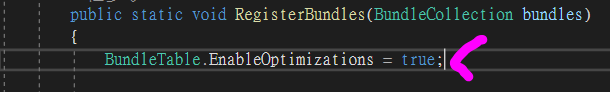 public static void RegisterBundles(BundleCollection bundles)
{
BundleTable.EnableOptimizations = true;